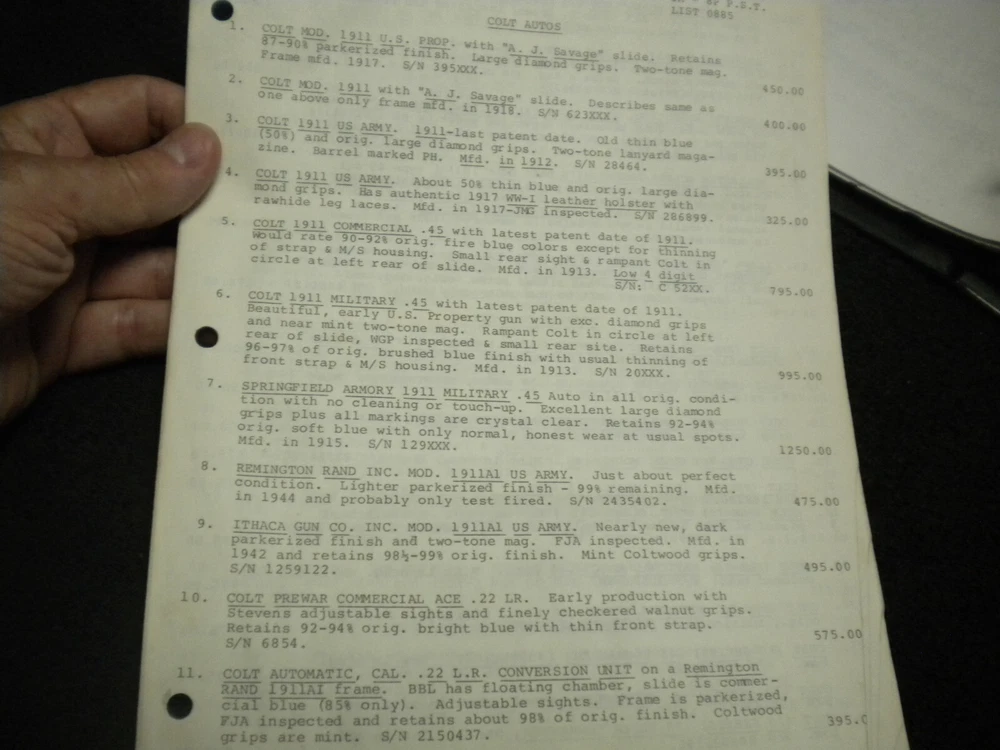 or P.E.T.
LIST 0885
COLT AUTOS
1. COLT MOD. 1911 U.S. PROP. with "A. J. Savage" slide. Retains
87-90% parkerized finish. Large diamond grips. Two-tone mag.
Frame mfd. 1917. S/N 395XXX. 450.00
2. COLT MOD. 1911 with "A. J. Savage" slide. Describes same as
one above only frame mfd. in 1918. S/N 623XXX. 400.00
3. COLT 1911 US ARMY. 1911-last patent date. Old thin blue
(50%) and orig. large diamond grips. Two-tone lanyard maga-
zine. Barrel marked PH. Mfd. in 1912. S/N 28464. 395.00
4. COLT 1911 US ARMY. About 50% thin blue and orig. large dia-
mond grips. Has authentic 1917 WW-I leather holster with
rawhide leg laces. Mfd. in 1917-JMG inspected. S/N 286899. 325.00
5. COLT 1911 COMMERCIAL .45 with latest patent date of 1911.
Would rate 90-92% orig. fire blue colors except for thinning
of strap & M/S housing. Small rear sight & rampant Colt in
circle at left rear of slide. Mfd. in 1913. Low 4 digit
S/N: C 52XX. 795.00
6. COLT 1911 MILITARY .45 with latest patent date of 1911.
Beautiful, early U.S. Property gun with exc. diamond grips
and near mint two-tone mag. Rampant Colt in circle at left
rear of slide, WGP inspected & small rear site. Retains
96-97% of orig. brushed blue finish with usual thinning of
front strap & M/S housing. Mfd. in 1913. S/N 20XXX. 995.00
7. SPRINGFIELD ARMORY 1911 MILITARY .45 Auto in all orig. condi-
tion with no cleaning or touch-up. Excellent large diamond
grips plus all markings are crystal clear. Retains 92-94%
orig. soft blue with only normal, honest wear at usual spots.
Mfd. in 1915. S/N 129XXX. 1250.00
8. REMINGTON RAND INC. MOD. 1911A1 US ARMY. Just about perfect
condition. Lighter parkerized finish - 99% remaining. Mfd.
in 1944 and probably only test fired. S/N 2435402. 475.00
9. ITHACA GUN CO. INC. MOD. 1911A1 US ARMY. Nearly new, dark
parkerized finish and two-tone mag. FJA inspected. Mfd. in
1942 and retains 98½-99% orig. finish. Mint Coltwood grips.
S/N 1259122. 495.00
10. COLT PREWAR COMMERCIAL ACE .22 LR. Early production with
Stevens adjustable sights and finely checkered walnut grips.
Retains 92-94% orig. bright blue with thin front strap.
S/N 6854. 575.00
11. COLT AUTOMATIC, CAL. .22 L.R. CONVERSION UNIT on a Remington
RAND 1911A1 frame. BBL has floating chamber, slide is commer-
cial blue (85% only). Adjustable sights. Frame is parkerized,
FJA inspected and retains about 98% of orig. finish. Coltwood
grips are mint. S/N 2150437. 395.0